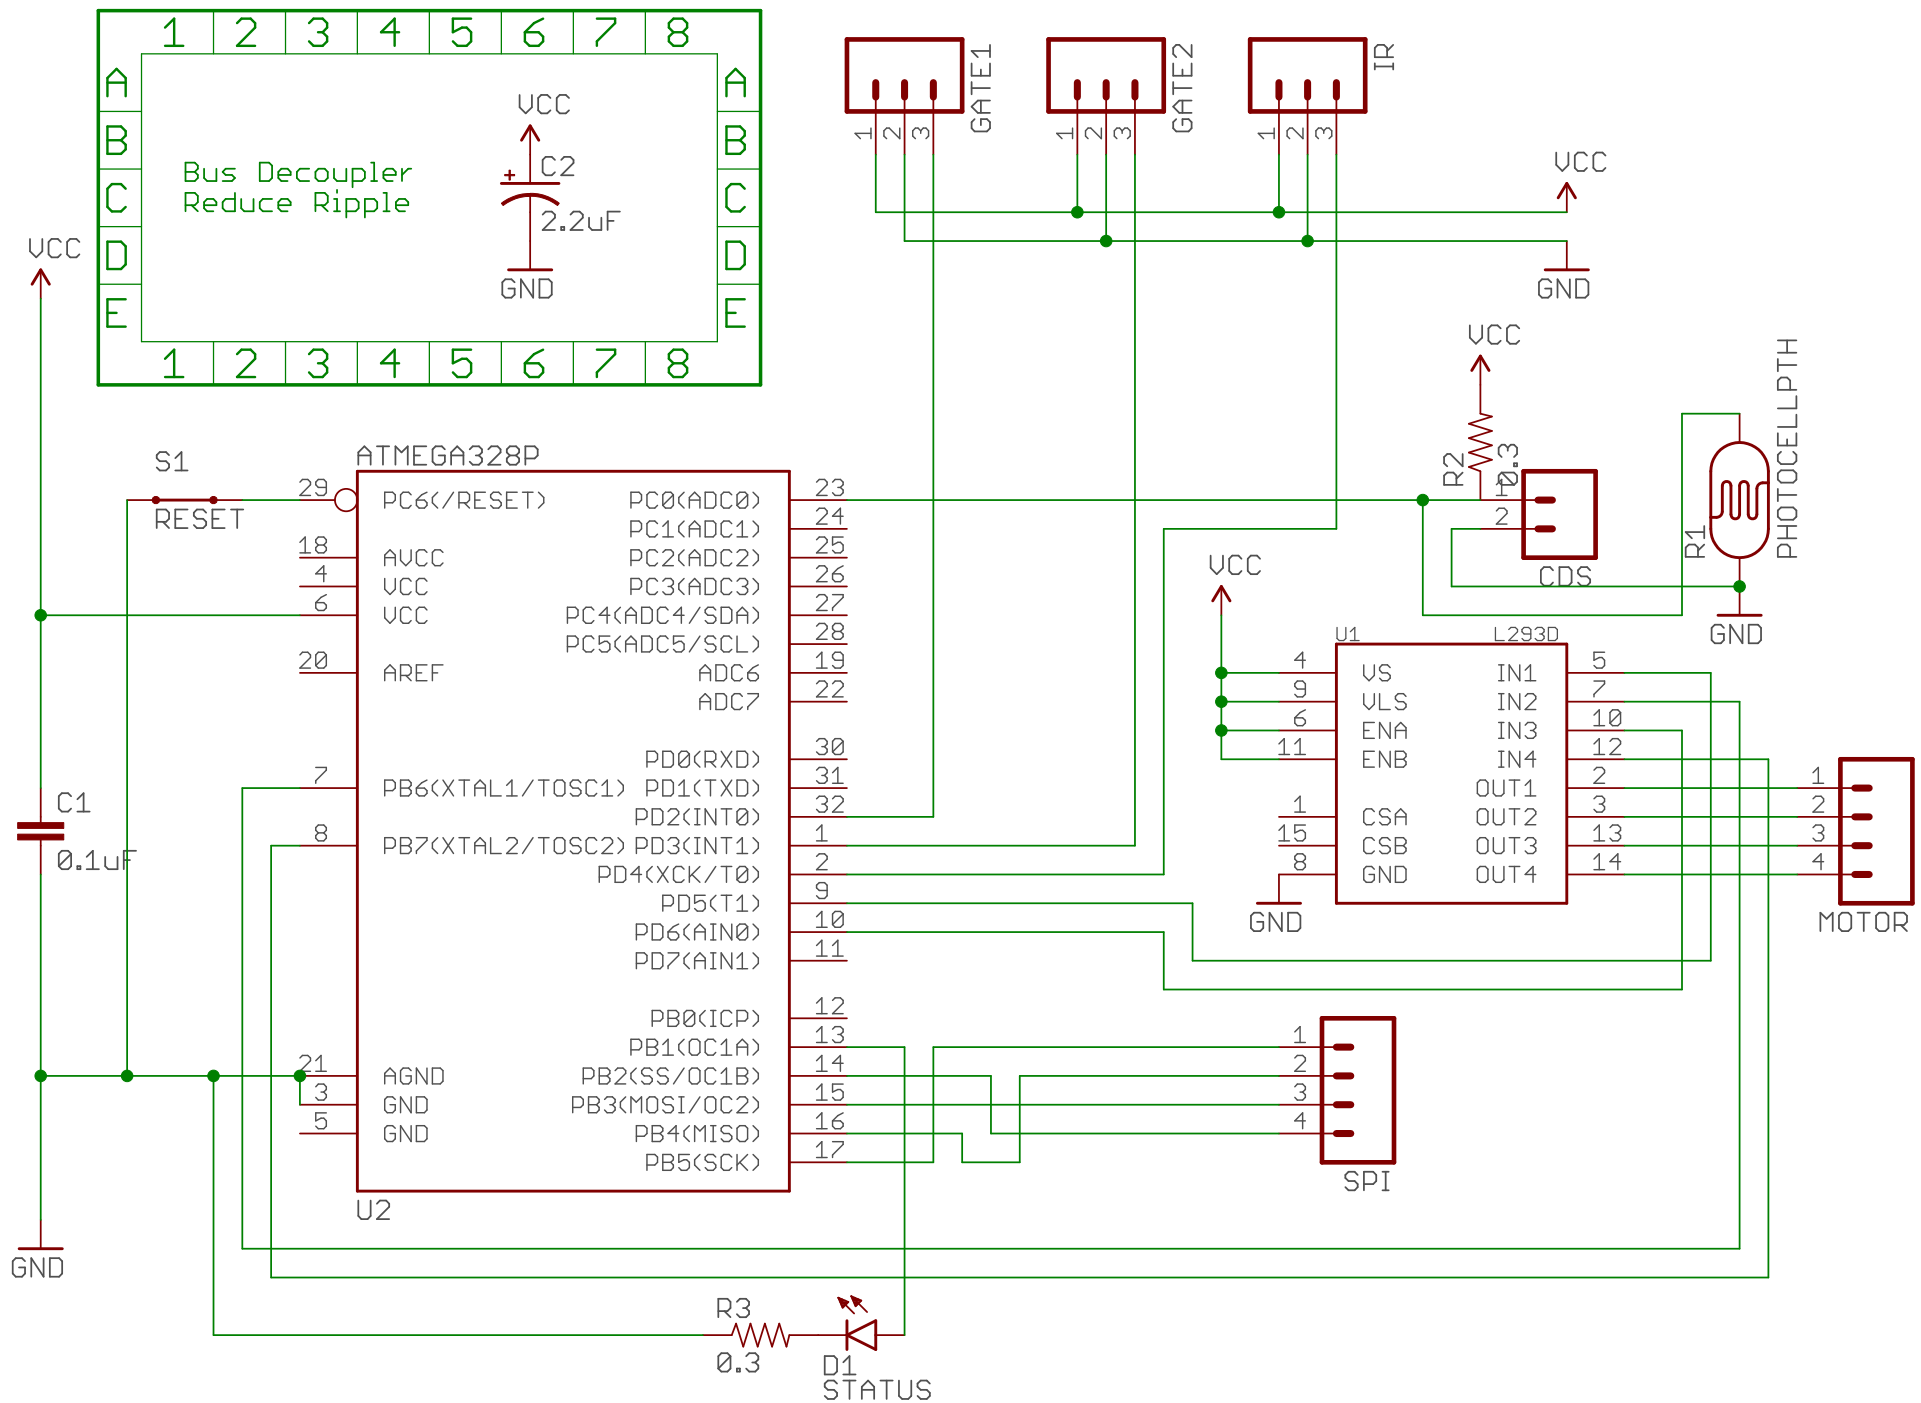 1 2 3 4 5 6 7 8
A A
B B
C C
D D
E E
1 2 3 4 5 6 7 8
Bus Decoupler
Reduce Ripple
VCC
+
C2
2.2uF
GND
1 2 3
GATE1
1 2 3
GATE2
1 2 3
IR
VCC
GND
VCC
C1
0.1uF
GND
S1
RESET
ATMEGA328P
29 PC6(/RESET)
18 AVCC
4 VCC
6 VCC
20 AREF
7 PB6(XTAL1/TOSC1)
8 PB7(XTAL2/TOSC2)
21 AGND
3 GND
5 GND
PC0(ADC0) 23
PC1(ADC1) 24
PC2(ADC2) 25
PC3(ADC3) 26
PC4(ADC4/SDA) 27
PC5(ADC5/SCL) 28
ADC6 19
ADC7 22
PD0(RXD) 30
PD1(TXD) 31
PD2(INT0) 32
PD3(INT1) 1
PD4(XCK/T0) 2
PD5(T1) 9
PD6(AIN0) 10
PD7(AIN1) 11
PB0(ICP) 12
PB1(OC1A) 13
PB2(SS/OC1B) 14
PB3(MOSI/OC2) 15
PB4(MISO) 16
PB5(SCK) 17
U2
VCC
R2
0.3
1
2
CDS
R1
PHOTOCELLPTH
GND
VCC
U1 L293D
4 VS IN1 5
9 VLS IN2 7
6 ENA IN3 10
11 ENB IN4 12
OUT1 2
1 CSA OUT2 3
15 CSB OUT3 13
8 GND OUT4 14
GND
1
2
3
4
MOTOR
1
2
3
4
SPI
R3
0.3
D1
STATUS